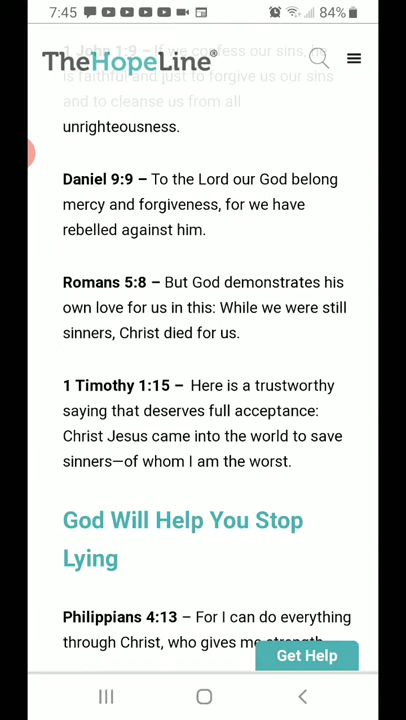 7:45 84%
1 John 1:9 – If we confess our sins, he
TheHopeLine®
is faithful and just to forgive us our sins
and to cleanse us from all
unrighteousness.
Daniel 9:9 – To the Lord our God belong
mercy and forgiveness, for we have
rebelled against him.
Romans 5:8 – But God demonstrates his
own love for us in this: While we were still
sinners, Christ died for us.
1 Timothy 1:15 – Here is a trustworthy
saying that deserves full acceptance:
Christ Jesus came into the world to save
sinners—of whom I am the worst.
God Will Help You Stop
Lying
Philippians 4:13 – For I can do everything
through Christ, who gives me strength
Get Help